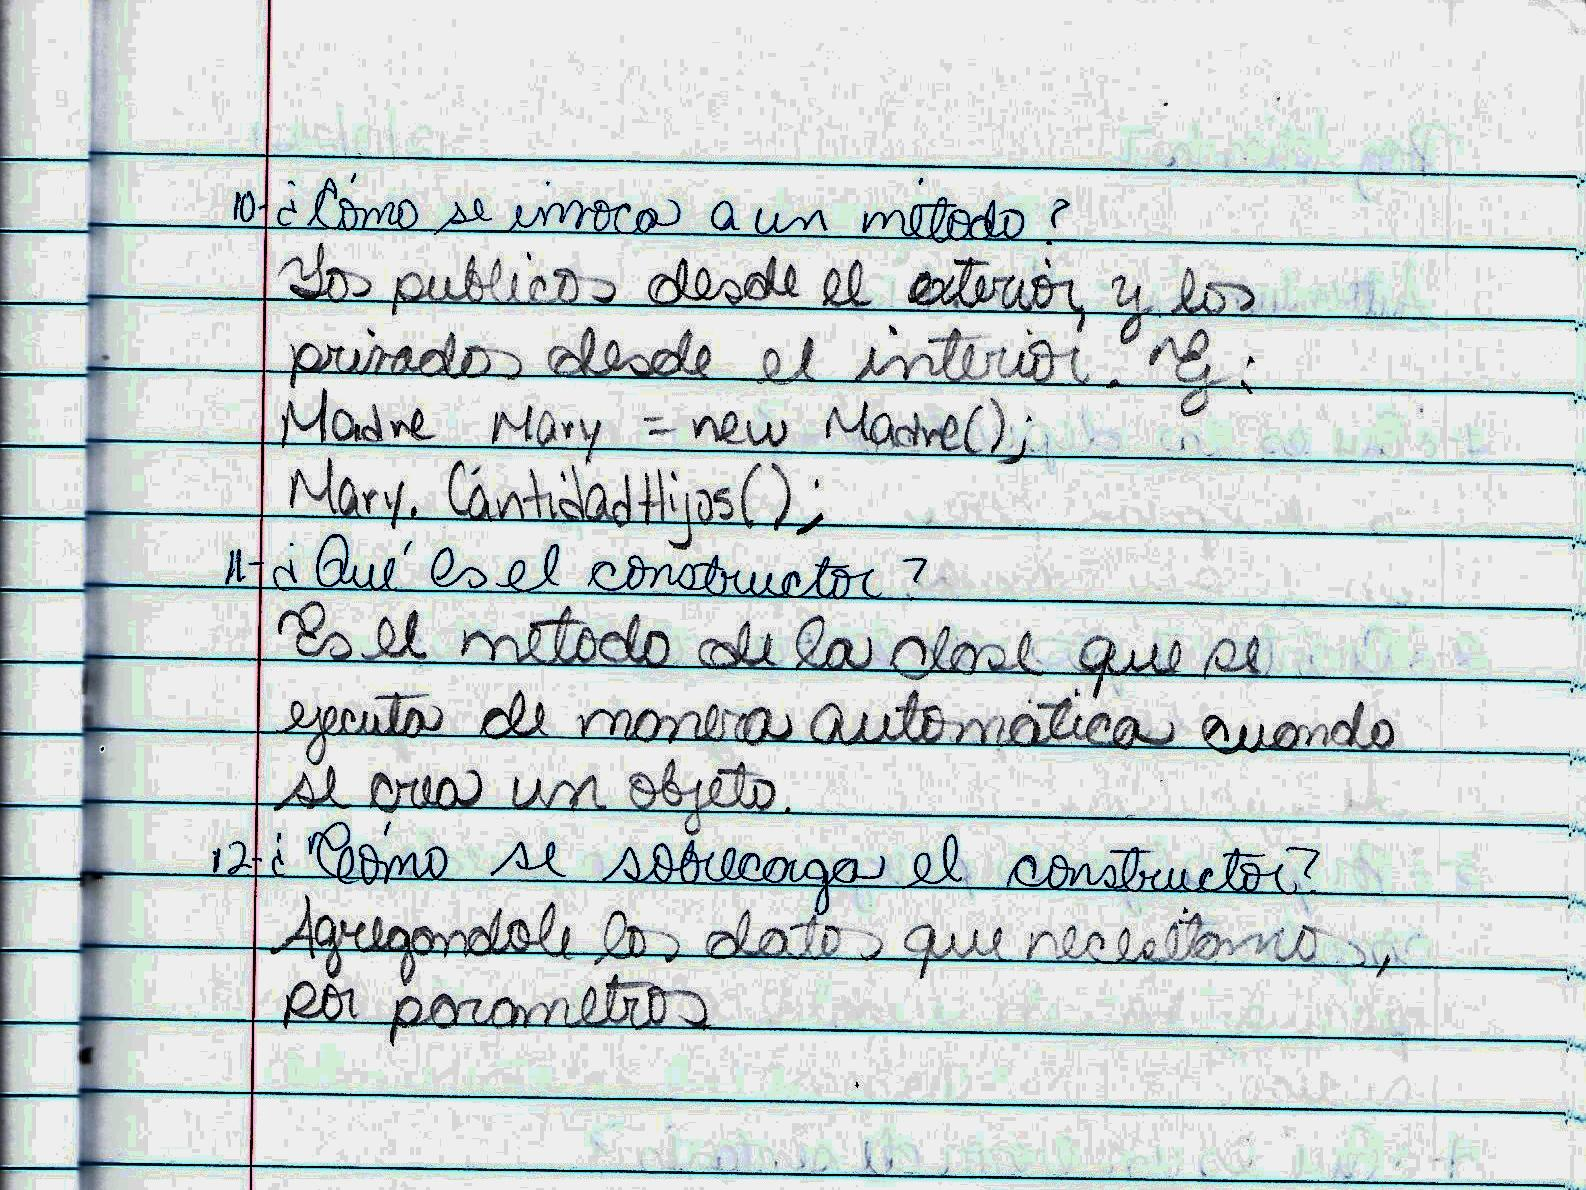 10-¿Cómo se invoca a un método?
Los publicos desde el exterior, y los
privados desde el interior. Ej:
Madre Mary = new Madre();
Mary. CantidadHijos();
11-¿Qué es el constructor?
Es el método de la clase que se
ejecuta de manera automática cuando
se crea un objeto.
12-¿Cómo se sobrecarga el constructor?
Agregandole los datos que necesitamos,
por parametros